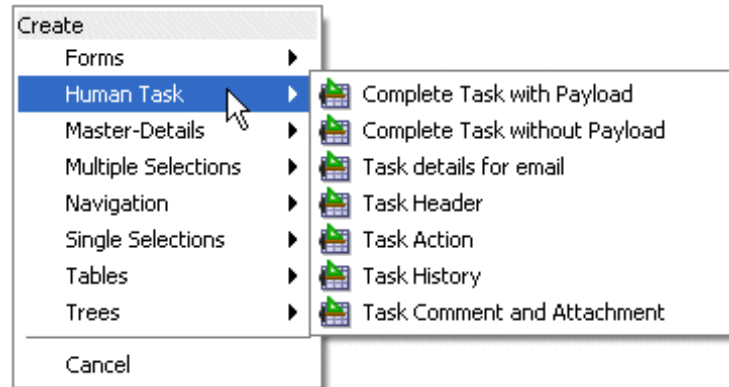 Create
Forms
Human Task
Master-Details
Multiple Selections
Navigation
Single Selections
Tables
Trees
Cancel
Complete Task with Payload
Complete Task without Payload
Task details for email
Task Header
Task Action
Task History
Task Comment and Attachment